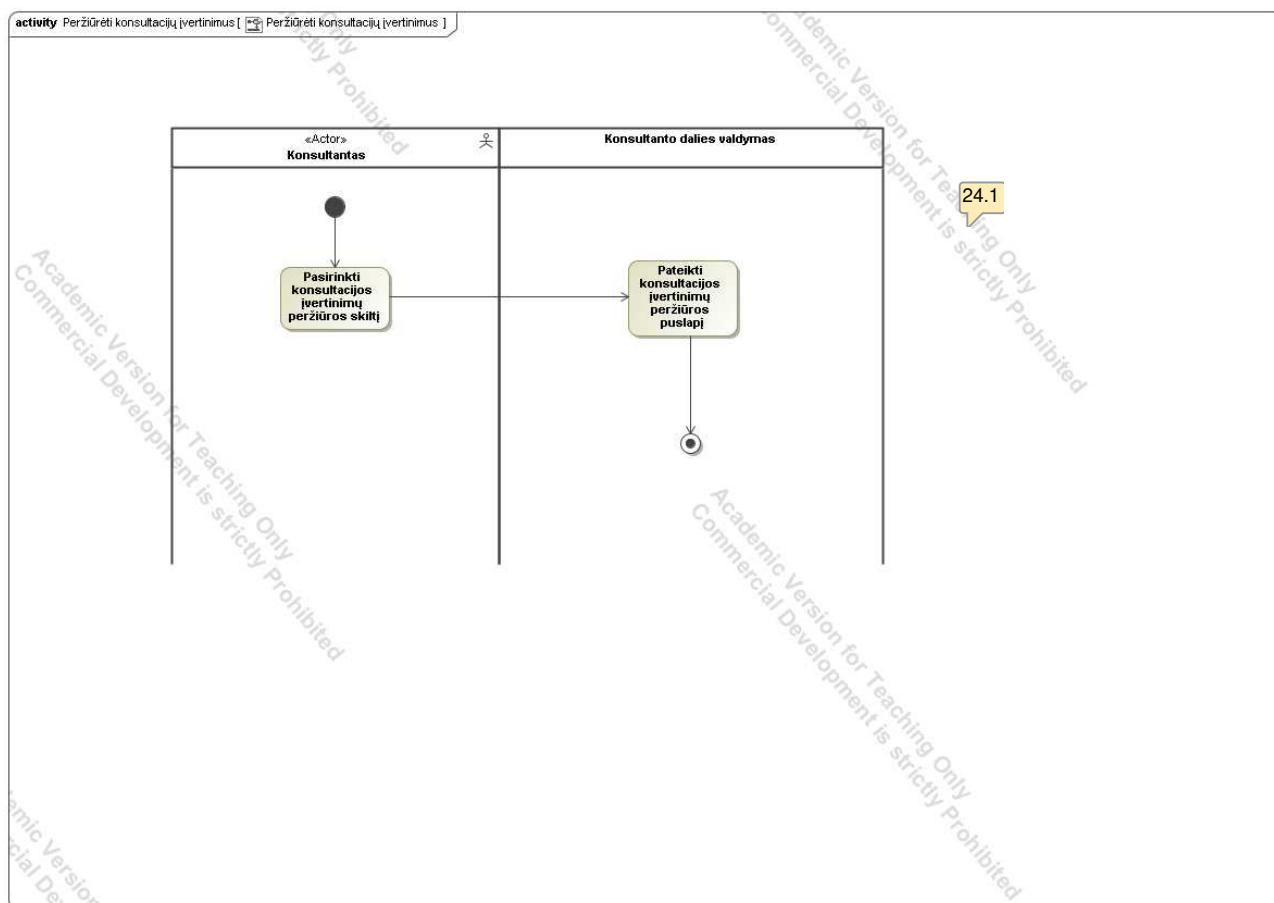 activity Peržiūrėti konsultacijų įvertinimus [ Peržiūrėti konsultacijų įvertinimus ]
«Actor»
Konsultantas
Konsultanto dalies valdymas
24.1
Pasirinkti
konsultacijos
įvertinimų
peržiūros skiltį
Pateikti
konsultacijos
įvertinimų
peržiūros
puslapį
Academic Version for Teaching Only
Commercial Development is strictly Prohibited
Academic Version for Teaching Only
Commercial Development is strictly Prohibited
Academic Version for Teaching Only
Commercial Development is strictly Prohibited